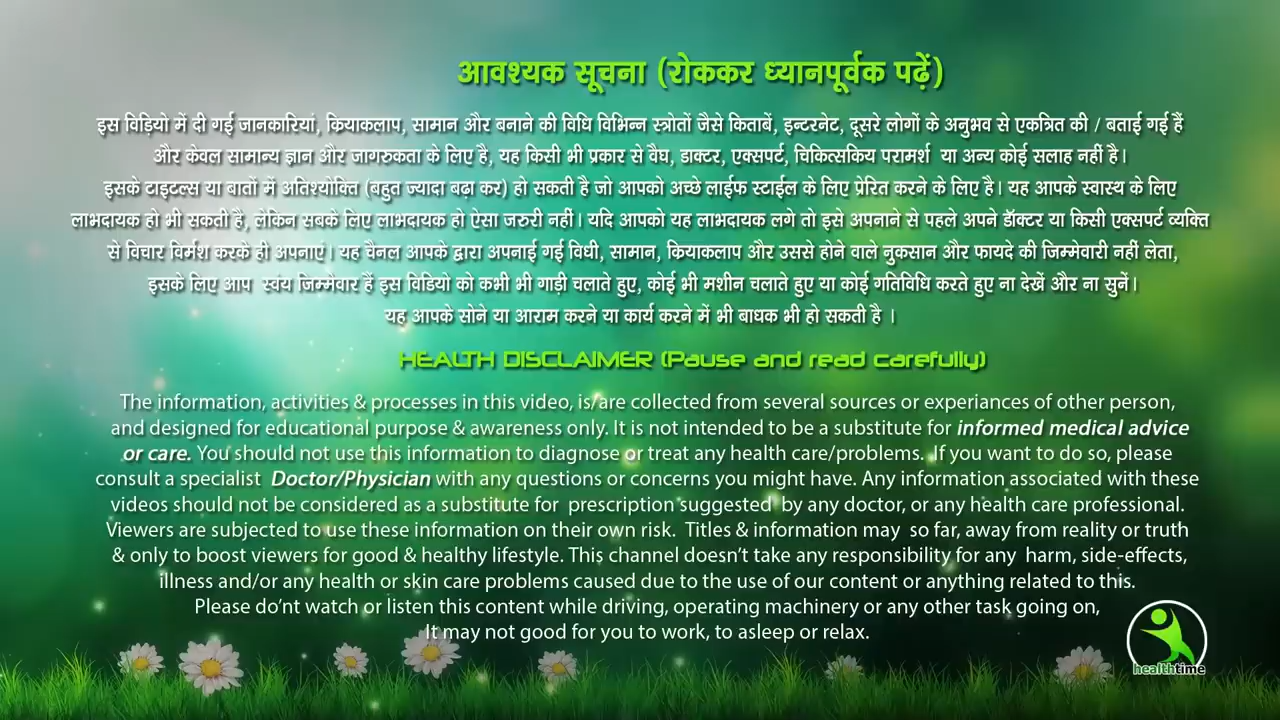 आवश्यक सूचना (रोककर ध्यानपूर्वक पढ़ें)
इस विडियो में दी गई जानकारियां, क्रियाकलाप, सामान और बनाने की विधि विभिन्न स्त्रोतों जैसे किताबें, इन्टरनेट, दूसरे लोगों के अनुभव से एकत्रित की / बताई गई हैं
और केवल सामान्य ज्ञान और जागरुकता के लिए है, यह किसी भी प्रकार से वैघ, डाक्टर, एक्सपर्ट, चिकित्सकिय परामर्श या अन्य कोई सलाह नहीं है।
इसके टाइटल्स या बातों में अतिश्योक्ति (बहुत ज्यादा बढ़ा कर) हो सकती है जो आपको अच्छे लाईफ स्टाईल के लिए प्रेरित करने के लिए है। यह आपके स्वास्थ के लिए
लाभदायक हो भी सकती है, लेकिन सबके लिए लाभदायक हो ऐसा जरुरी नहीं। यदि आपको यह लाभदायक लगे तो इसे अपनाने से पहले अपने डॉक्टर या किसी एक्सपर्ट व्यक्ति
से विचार विर्मश करके ही अपनाएं। यह चैनल आपके द्वारा अपनाई गई विधी, सामान, क्रियाकलाप और उससे होने वाले नुकसान और फायदे की जिम्मेवारी नहीं लेता,
इसके लिए आप स्वंय जिम्मेवार हैं इस विडियो को कभी भी गाड़ी चलाते हुए, कोई भी मशीन चलाते हुए या कोई गतिविधि करते हुए ना देखें और ना सुनें।
यह आपके सोने या आराम करने या कार्य करने में भी बाधक भी हो सकती है ।
HEALTH DISCLAIMER (Pause and read carefully)
The information, activities & processes in this video, is/are collected from several sources or experiances of other person,
and designed for educational purpose & awareness only. It is not intended to be a substitute for informed medical advice
or care. You should not use this information to diagnose or treat any health care/problems. If you want to do so, please
consult a specialist Doctor/Physician with any questions or concerns you might have. Any information associated with these
videos should not be considered as a substitute for prescription suggested by any doctor, or any health care professional.
Viewers are subjected to use these information on their own risk. Titles & information may so far, away from reality or truth
& only to boost viewers for good & healthy lifestyle. This channel doesn't take any responsibility for any harm, side-effects,
illness and/or any health or skin care problems caused due to the use of our content or anything related to this.
Please do'nt watch or listen this content while driving, operating machinery or any other task going on,
It may not good for you to work, to asleep or relax.
healthtime